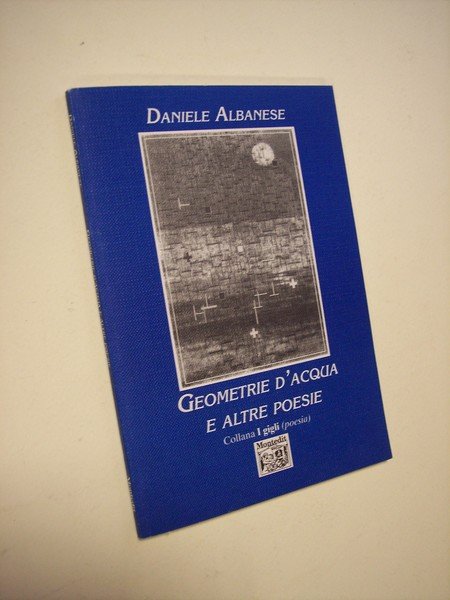 DANIELE ALBANESE
GEOMETRIE D'ACQUA
E ALTRE POESIE
Collana I gigli (poesia)
Montedit